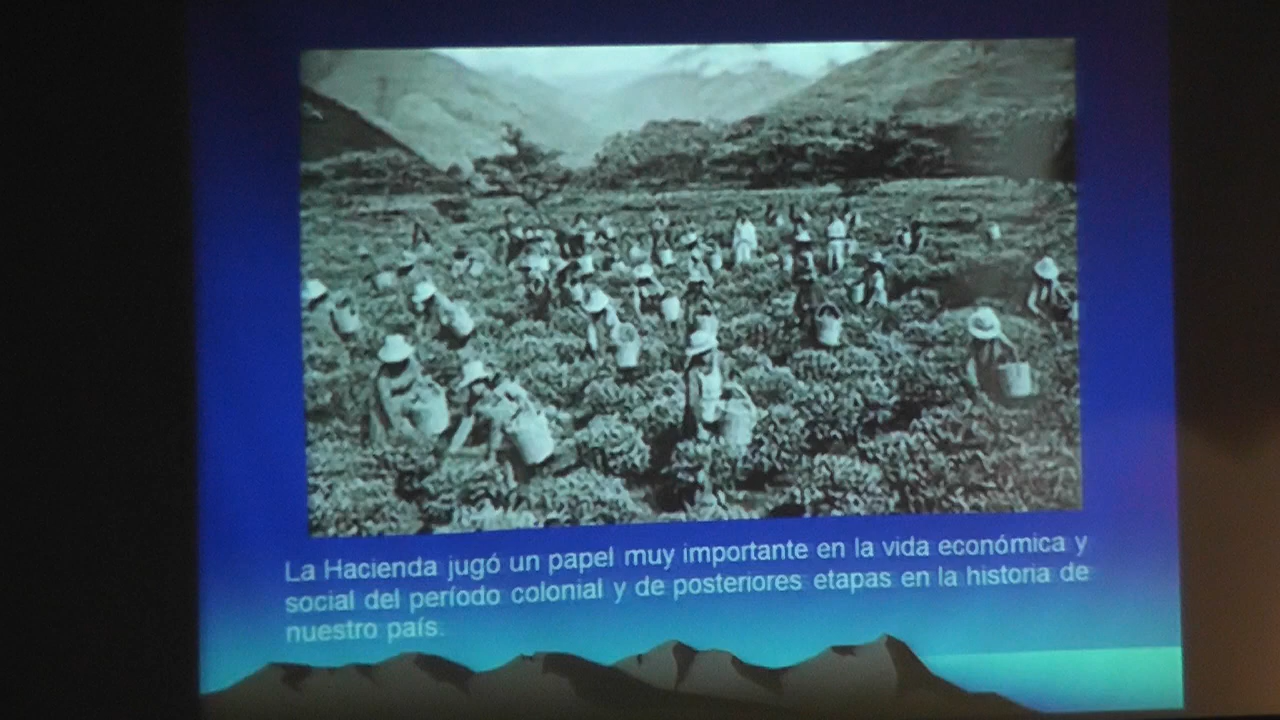 La Hacienda jugó un papel muy importante en la vida económica y
social del período colonial y de posteriores etapas en la historia de
nuestro país.